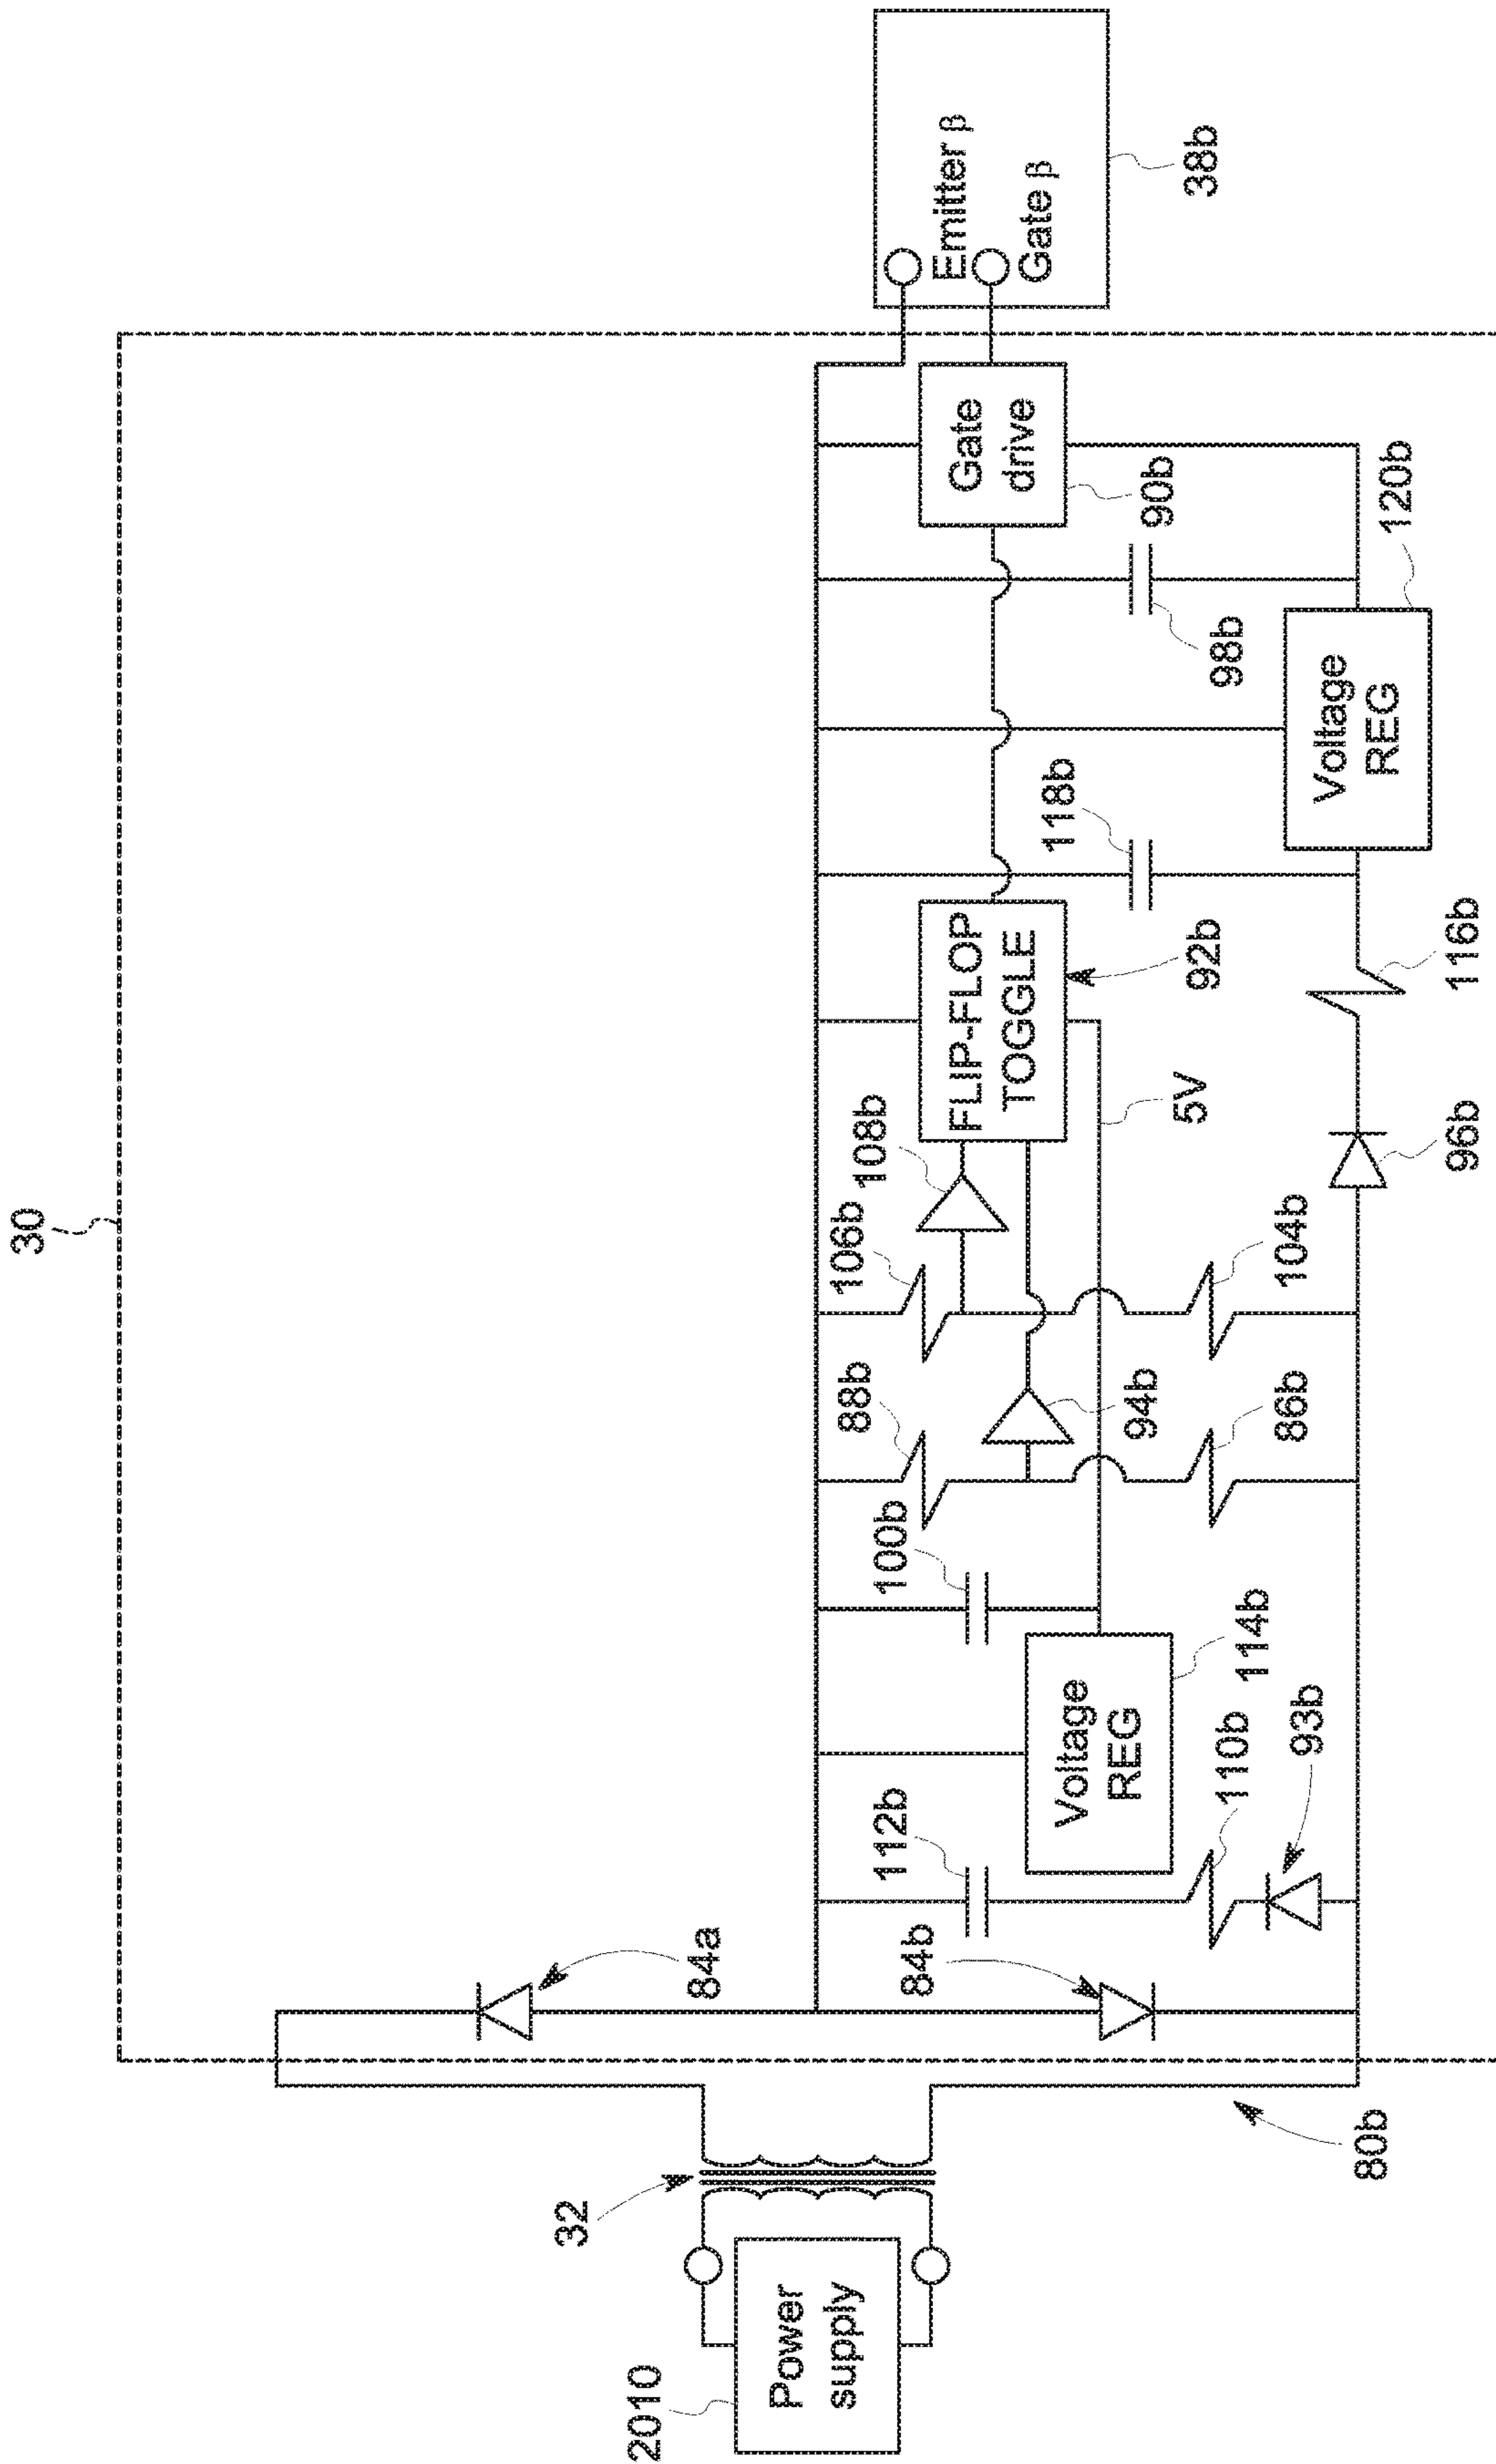 30
2010
Power
supply
32
80b
84a
84b
112b
Voltage
REG
110b
93b
114b
100b
88b
94b
86b
106b
108b
104b
5V
96b
FLIP-FLOP
TOGGLE
92b
116b
118b
Voltage
REG
120b
98b
Gate
drive
90b
Emitter β
Gate β
38b